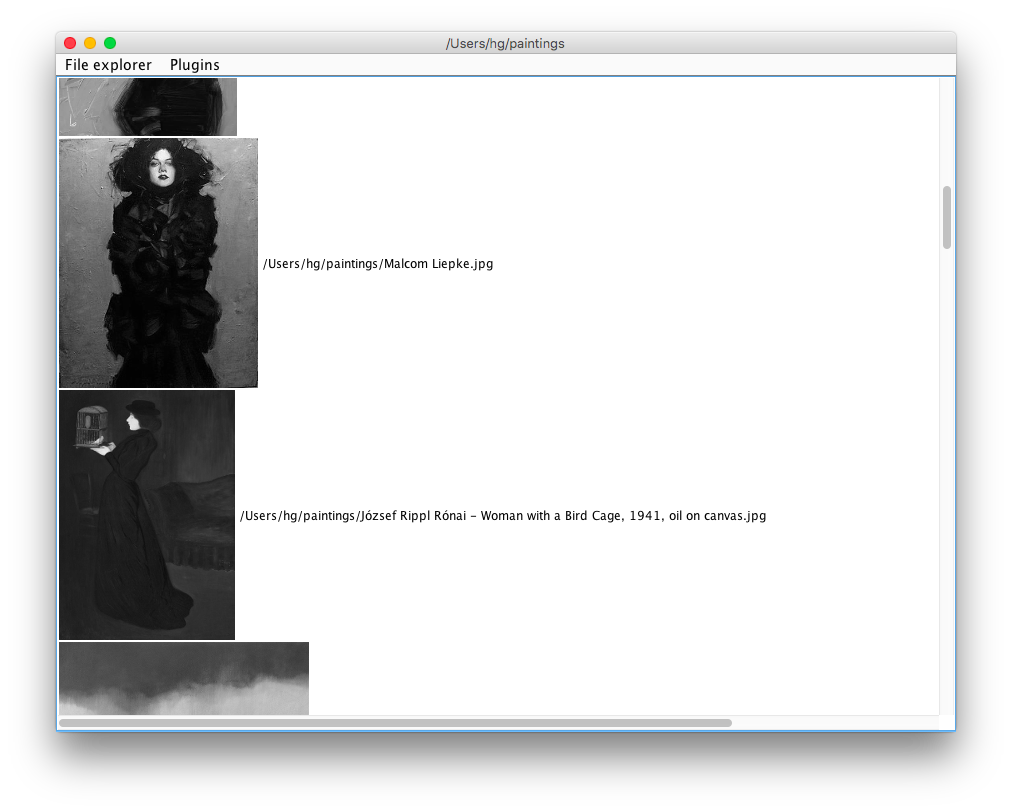 /Users/hg/paintings
File explorer Plugins
/Users/hg/paintings/Malcom Liepke.jpg
/Users/hg/paintings/József Rippl Rónai - Woman with a Bird Cage, 1941, oil on canvas.jpg